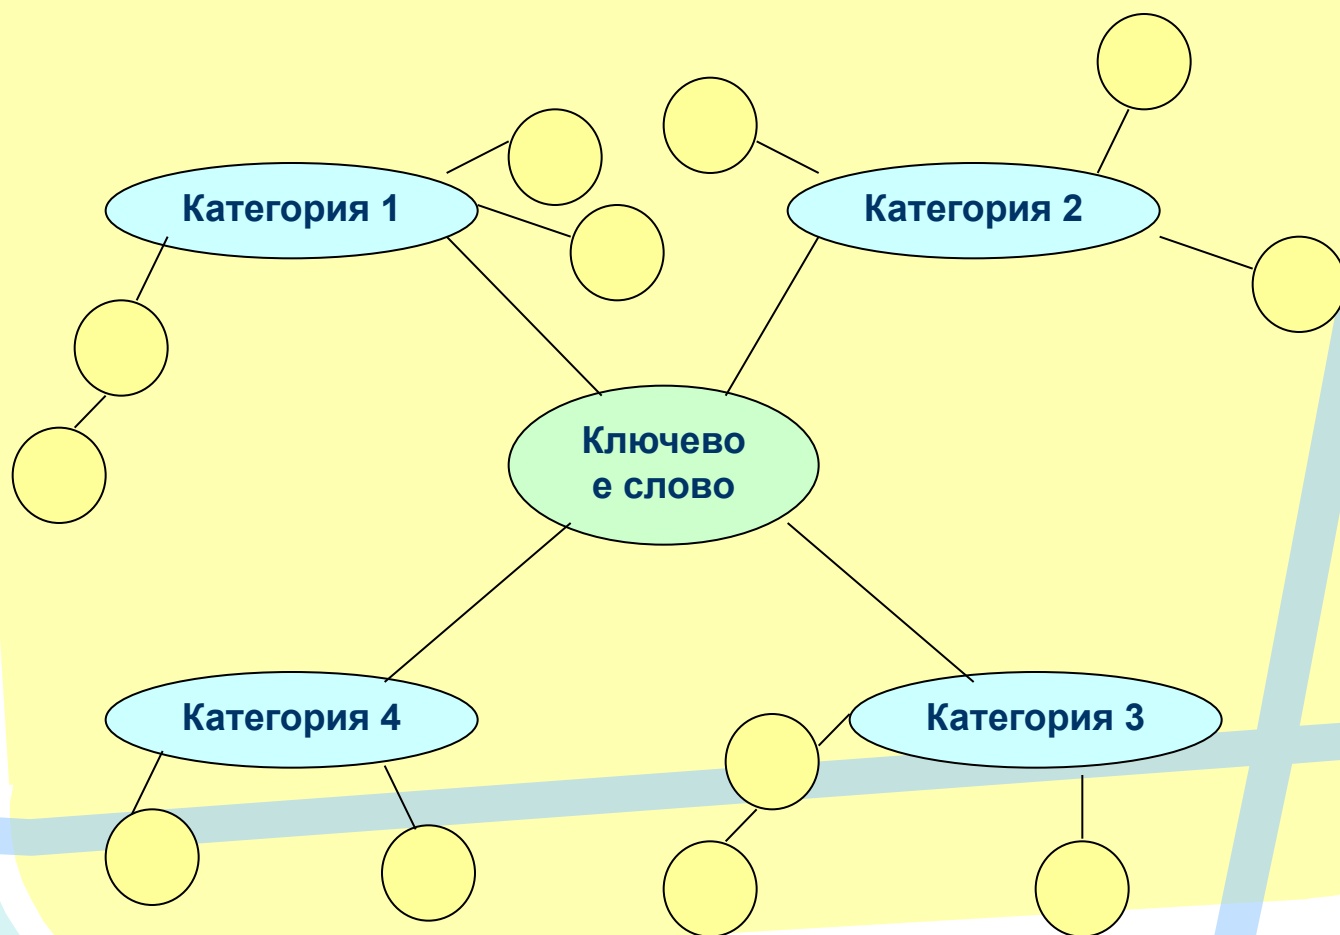 Категория 1
Категория 2
Ключево
е слово
Категория 4
Категория 3